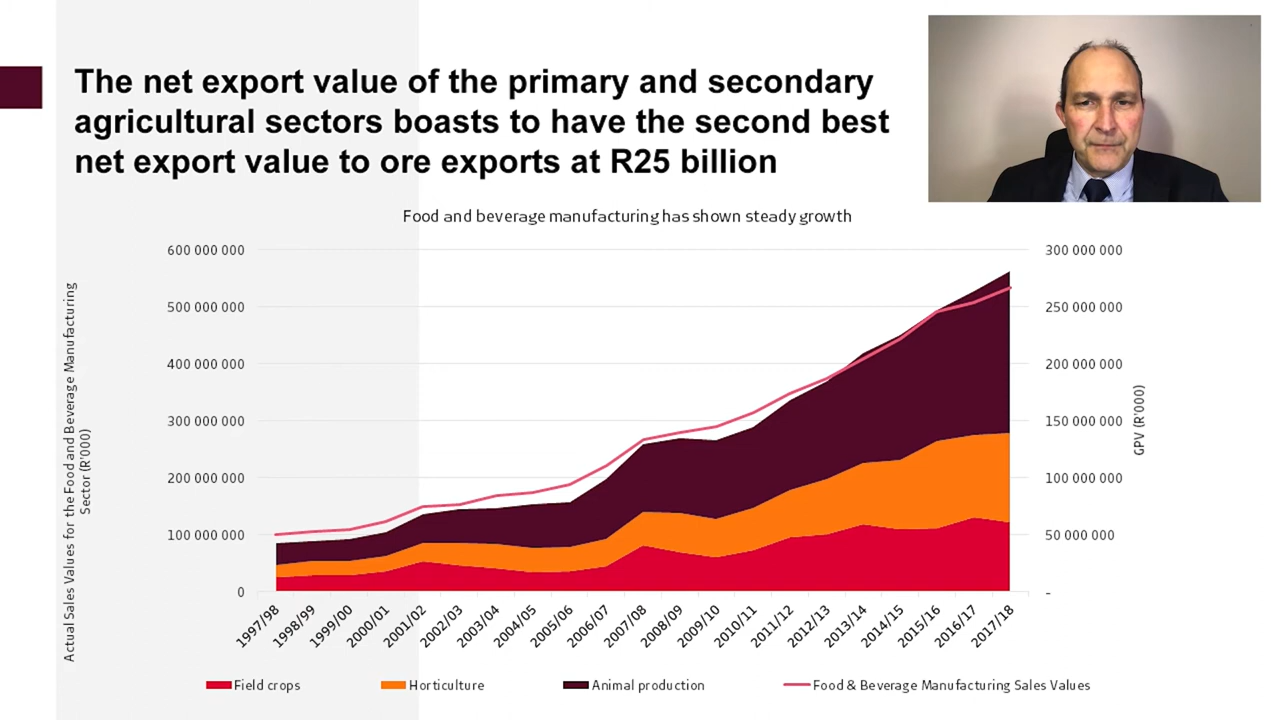 The net export value of the primary and secondary
agricultural sectors boasts to have the second best
net export value to ore exports at R25 billion
Food and beverage manufacturing has shown steady growth
Actual Sales Values for the Food and Beverage Manufacturing
Sector (R'000)
600 000 000
500 000 000
400 000 000
300 000 000
200 000 000
100 000 000
0
300 000 000
250 000 000
200 000 000
150 000 000
100 000 000
50 000 000
-
GPV (R'000)
1997/98
1998/99
1999/00
2000/01
2001/02
2002/03
2003/04
2004/05
2005/06
2006/07
2007/08
2008/09
2009/10
2010/11
2011/12
2012/13
2013/14
2014/15
2015/16
2016/17
2017/18
Field crops
Horticulture
Animal production
Food & Beverage Manufacturing Sales Values